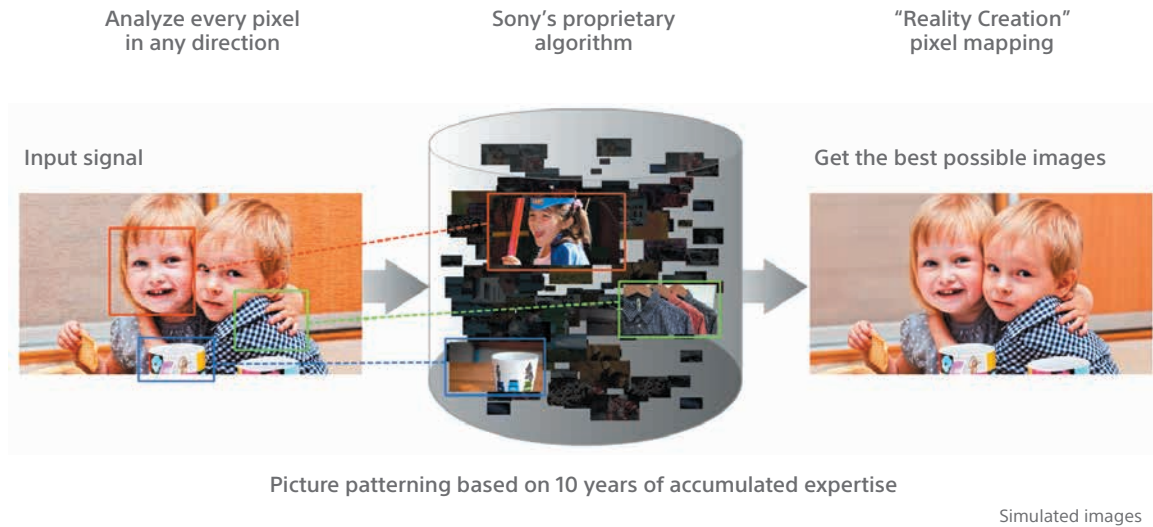 Analyze every pixel
in any direction
Sony’s proprietary
algorithm
“Reality Creation”
pixel mapping
Input signal
Get the best possible images
Picture patterning based on 10 years of accumulated expertise
Simulated images